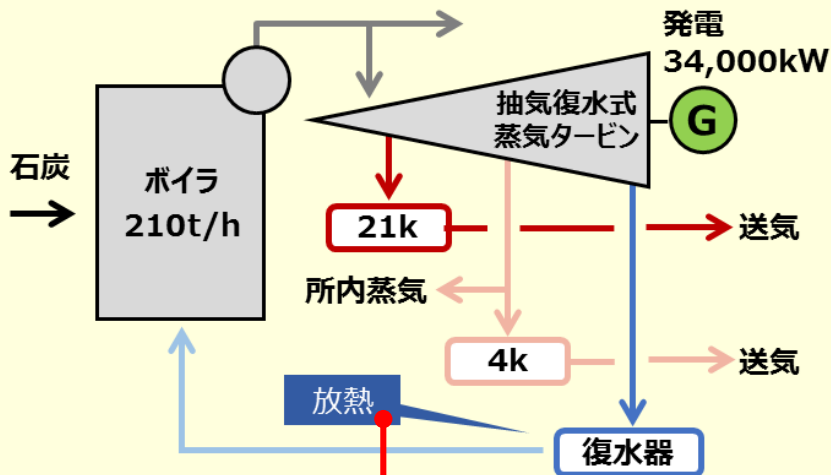 発電
34,000kW
抽気復水式
蒸気タービン
G
石炭
ボイラ
210t/h
21k
送気
所内蒸気
4k
送気
放熱
復水器